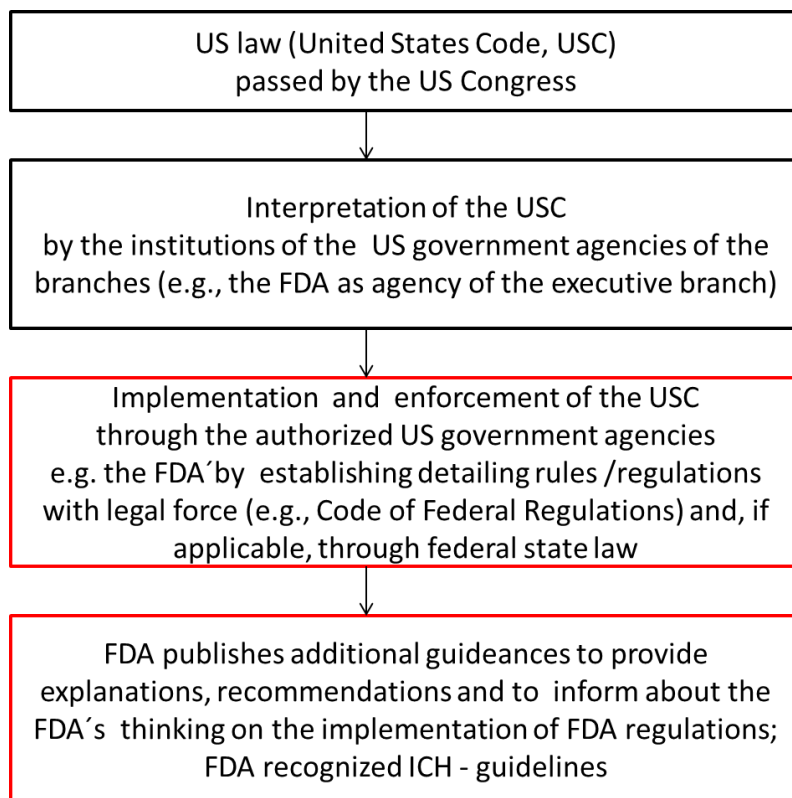 US law (United States Code, USC)
passed by the US Congress
Interpretation of the USC
by the institutions of the US government agencies of the
branches (e.g., the FDA as agency of the executive branch)
Implementation and enforcement of the USC
through the authorized US government agencies
e.g. the FDA´by establishing detailing rules /regulations
with legal force (e.g., Code of Federal Regulations) and, if
applicable, through federal state law
FDA publishes additional guideances to provide
explanations, recommendations and to inform about the
FDA´s thinking on the implementation of FDA regulations;
FDA recognized ICH - guidelines